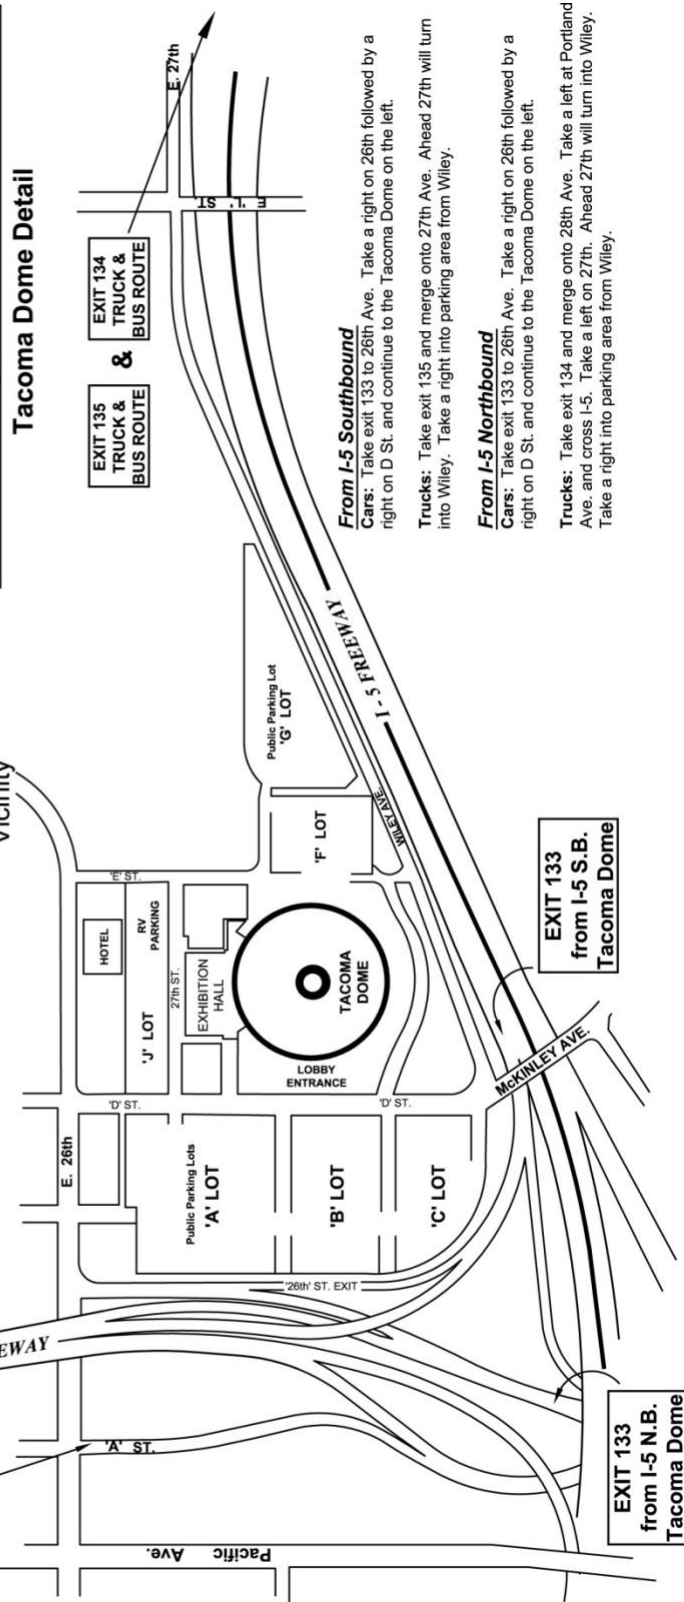 Tacoma Dome Detail
Vicinity
EXIT 135
TRUCK &
BUS ROUTE
&
EXIT 134
TRUCK &
BUS ROUTE
E. 27th
E 'L' ST.
From I-5 Southbound
Cars: Take exit 133 to 26th Ave. Take a right on 26th followed by a
right on D St. and continue to the Tacoma Dome on the left.
Trucks: Take exit 135 and merge onto 27th Ave. Ahead 27th will turn
into Wiley. Take a right into parking area from Wiley.
From I-5 Northbound
Cars: Take exit 133 to 26th Ave. Take a right on 26th followed by a
right on D St. and continue to the Tacoma Dome on the left.
Trucks: Take exit 134 and merge onto 28th Ave. Take a left at Portland
Ave. and cross I-5. Take a left on 27th. Ahead 27th will turn into Wiley.
Take a right into parking area from Wiley.
I - 5 FREEWAY
Public Parking Lot
'G' LOT
'F' LOT
WILEY AVE.
'E' ST.
HOTEL
RV
PARKING
'J' LOT
27th ST.
EXHIBITION
HALL
TACOMA
DOME
LOBBY
ENTRANCE
'D' ST.
'D' ST.
E. 26th
Public Parking Lots
'A' LOT
'B' LOT
'C' LOT
'26th' ST. EXIT
McKINLEY AVE.
EXIT 133
from I-5 S.B.
Tacoma Dome
EWAY
'A' ST.
Pacific Ave.
EXIT 133
from I-5 N.B.
Tacoma Dome